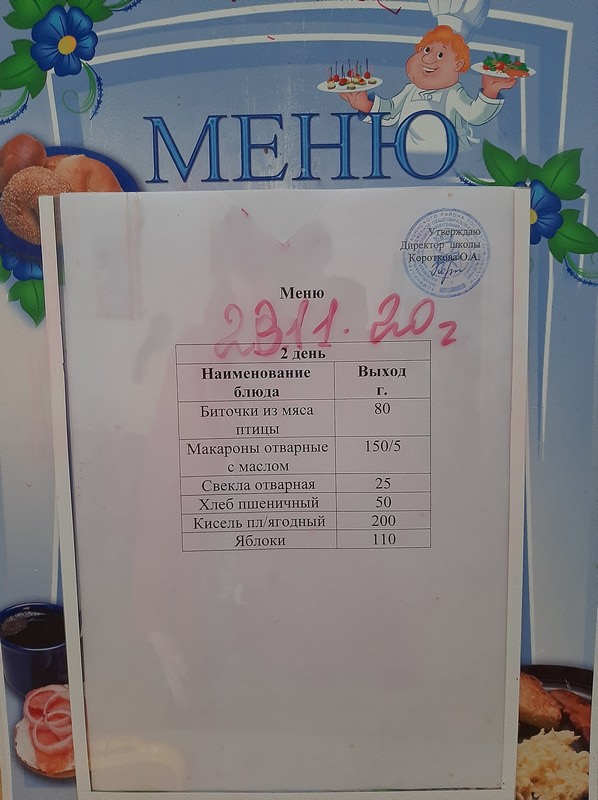 МЕНЮ
Утверждаю
Директор школы
Короткова О.А.
Меню
23.11.20г
2 день
Наименование блюда
Выход г.
Биточки из мяса птицы
80
Макароны отварные с маслом
150/5
Свекла отварная
25
Хлеб пшеничный
50
Кисель пл/ягодный
200
Яблоки
110